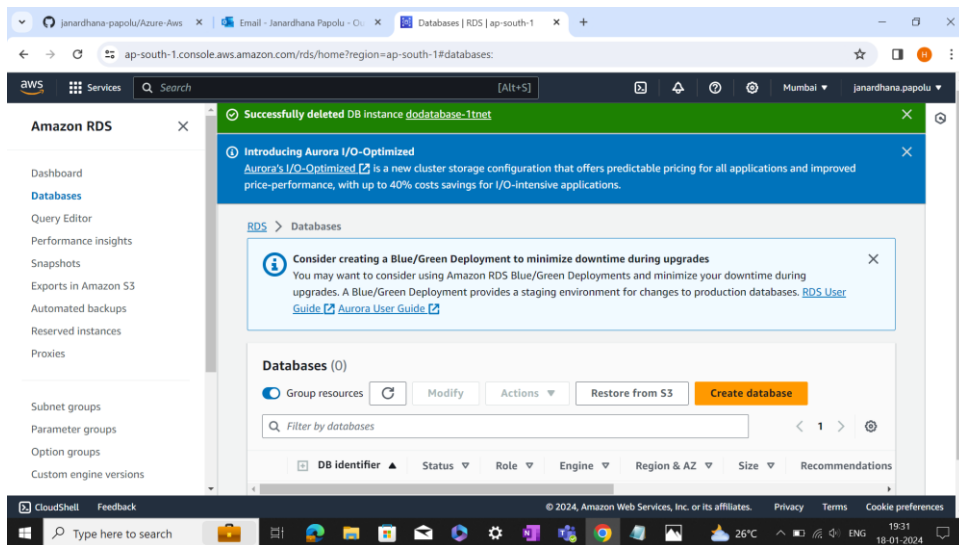 janardhana-papolu/Azure-Aws
Email - Janardhana Papolu - Ou
Databases | RDS | ap-south-1
ap-south-1.console.aws.amazon.com/rds/home?region=ap-south-1#databases:
H
aws
Services
Search
[Alt+S]
Mumbai
janardhana.papolu
Amazon RDS
Dashboard
Databases
Query Editor
Performance insights
Snapshots
Exports in Amazon S3
Automated backups
Reserved instances
Proxies
Subnet groups
Parameter groups
Option groups
Custom engine versions
Successfully deleted DB instance dodatabase-1tnet
Introducing Aurora I/O-Optimized
Aurora's I/O-Optimized is a new cluster storage configuration that offers predictable pricing for all applications and improved
price-performance, with up to 40% costs savings for I/O-intensive applications.
RDS > Databases
Consider creating a Blue/Green Deployment to minimize downtime during upgrades
You may want to consider using Amazon RDS Blue/Green Deployments and minimize your downtime during
upgrades. A Blue/Green Deployment provides a staging environment for changes to production databases. RDS User
Guide Aurora User Guide
Databases (0)
Group resources
Modify
Actions
Restore from S3
Create database
Filter by databases
1
DB identifier
Status
Role
Engine
Region & AZ
Size
Recommendations
CloudShell
Feedback
© 2024, Amazon Web Services, Inc. or its affiliates.
Privacy
Terms
Cookie preferences
Type here to search
26°C
ENG
19:31
18-01-2024